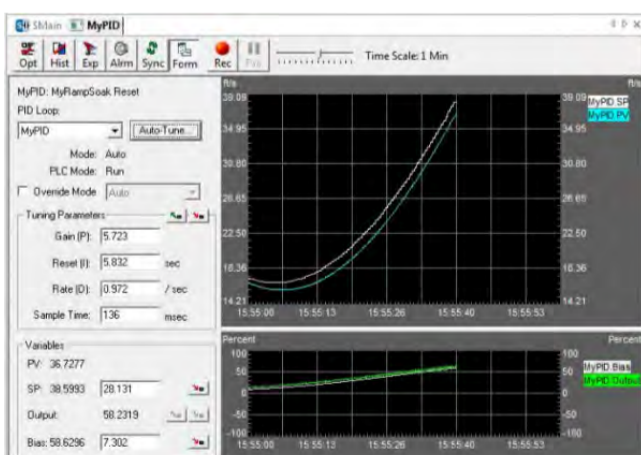 SMain MyPID
Opt Hist Exp Alrm Sync Form Rec Time Scale: 1 Min
MyPID: MyRampSoak Reset
PID Loop:
MyPID Auto-Tune...
Mode: Auto
PLC Mode: Run
Override Mode Auto
Tuning Parameters
Gain (P): 5.723
Reset (I): 5.832 sec
Rate (D): 0.972 / sec
Sample Time: 136 msec
Variables
PV: 36.7277
SP: 38.5993 28.131
Output: 58.2319
Bias: 58.6296 7.302
ft/s ft/s
39.09 39.09 MyPID.SP
MyPID.PV
34.95 34.95
30.80 30.80
26.65 26.65
22.50 22.50
18.36 18.36
14.21 14.21
15:55:00 15:55:13 15:55:26 15:55:40 15:55:53
Percent Percent
100 100
MyPID.Bias
MyPID.Output
50 50
0 0
-50 -50
-100 -100
15:55:00 15:55:13 15:55:26 15:55:40 15:55:53